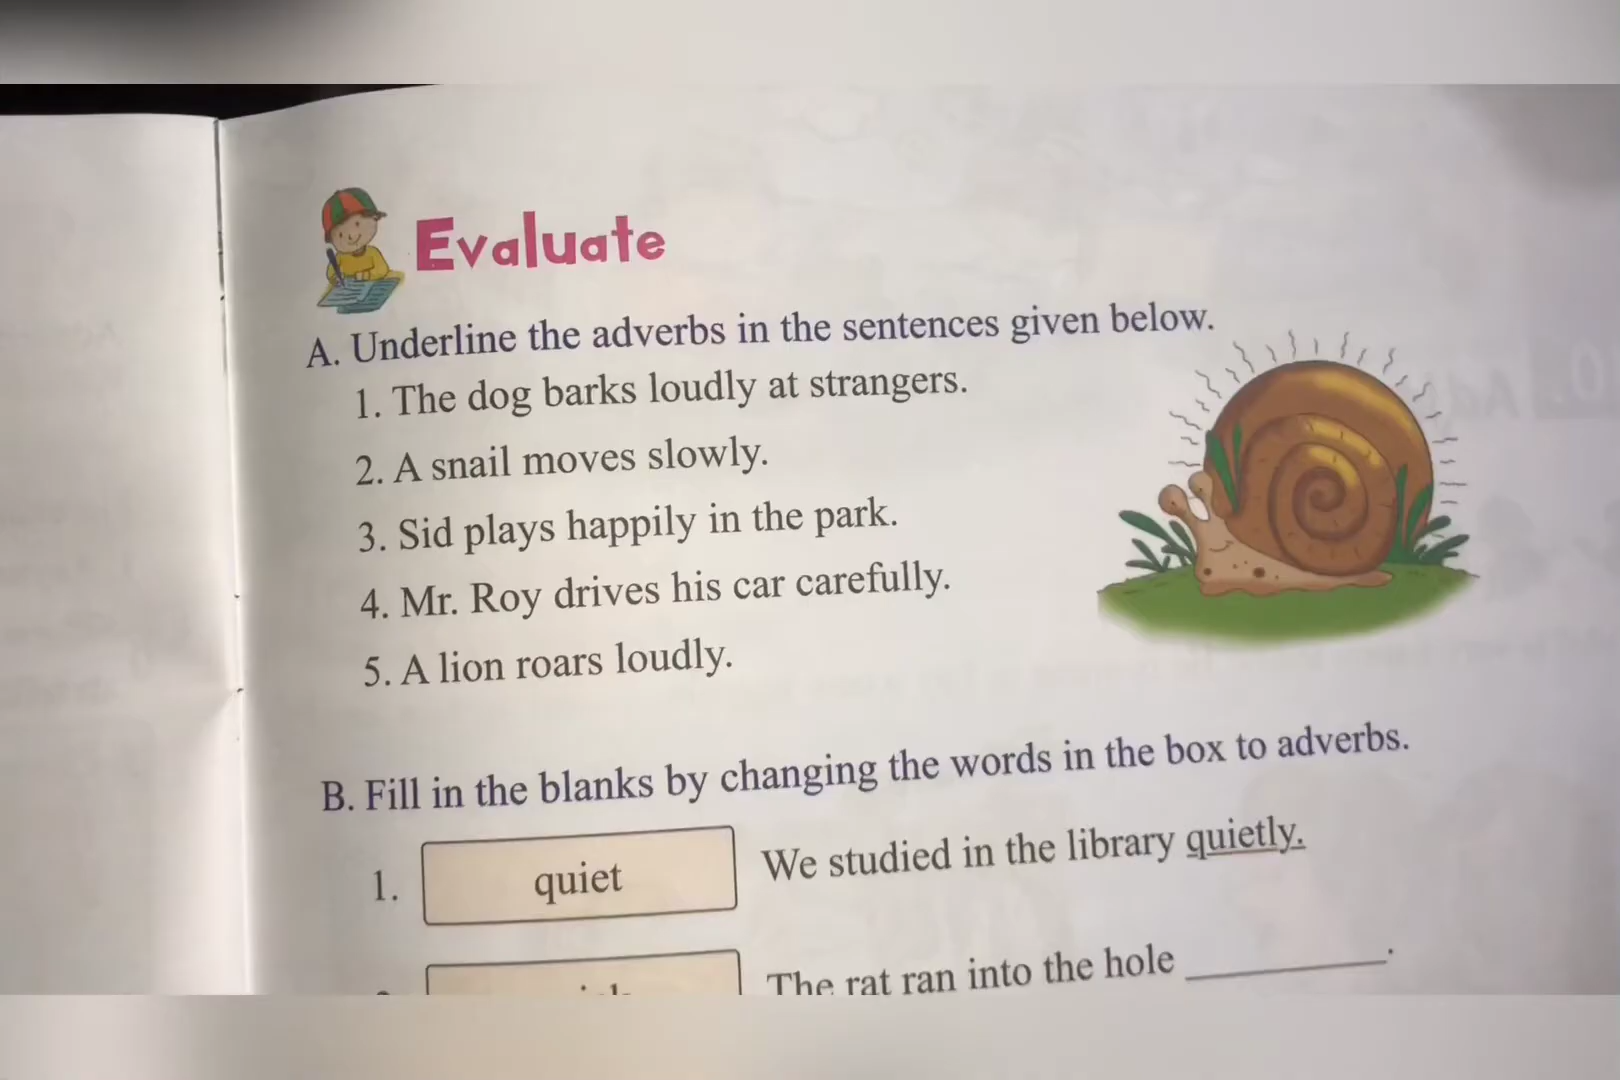 Evaluate
A. Underline the adverbs in the sentences given below.
1. The dog barks loudly at strangers.
2. A snail moves slowly.
3. Sid plays happily in the park.
4. Mr. Roy drives his car carefully.
5. A lion roars loudly.
B. Fill in the blanks by changing the words in the box to adverbs.
1. quiet We studied in the library quietly.
The rat ran into the hole __________.